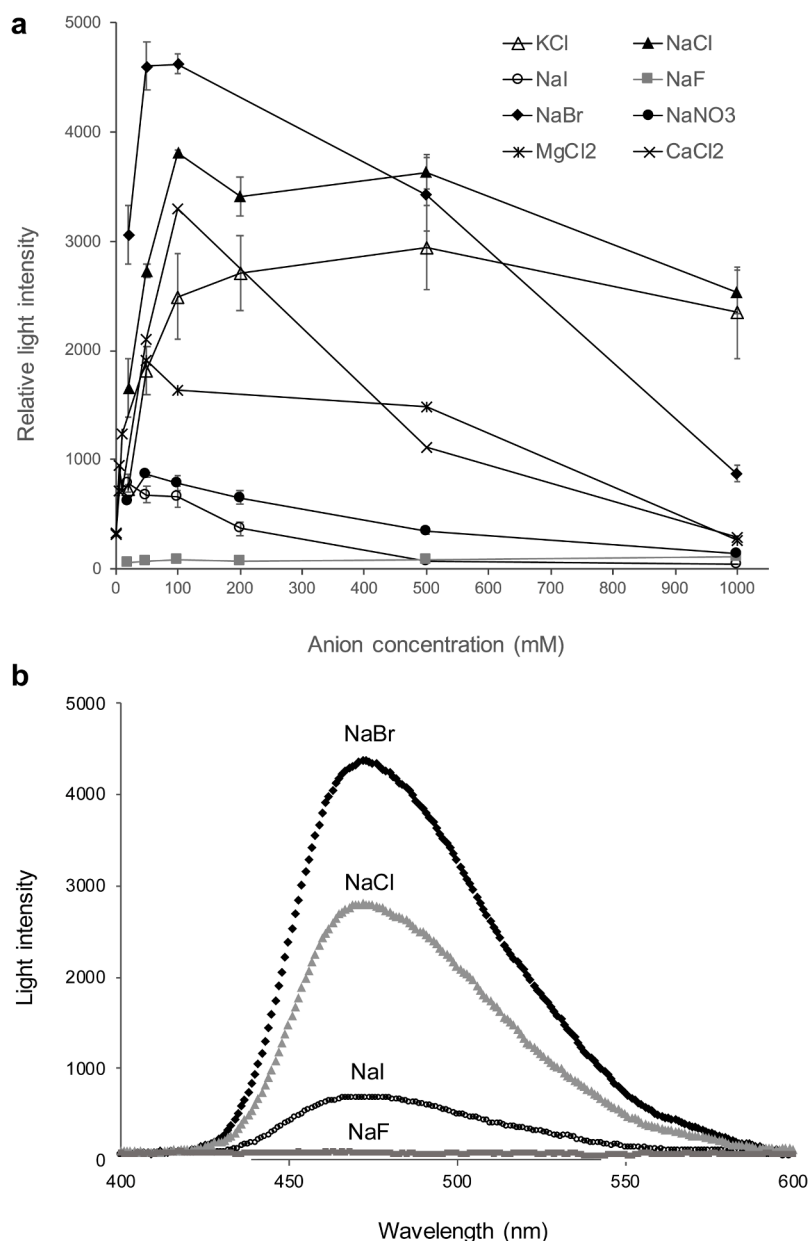 a
5000
4000
3000
2000
1000
0
Relative light intensity
KCl NaCl
NaI NaF
NaBr NaNO3
MgCl2 CaCl2
0 100 200 300 400 500 600 700 800 900 1000
Anion concentration (mM)
b
5000
4000
3000
2000
1000
0
Light intensity
NaBr
NaCl
NaI
NaF
400 450 500 550 600
Wavelength (nm)